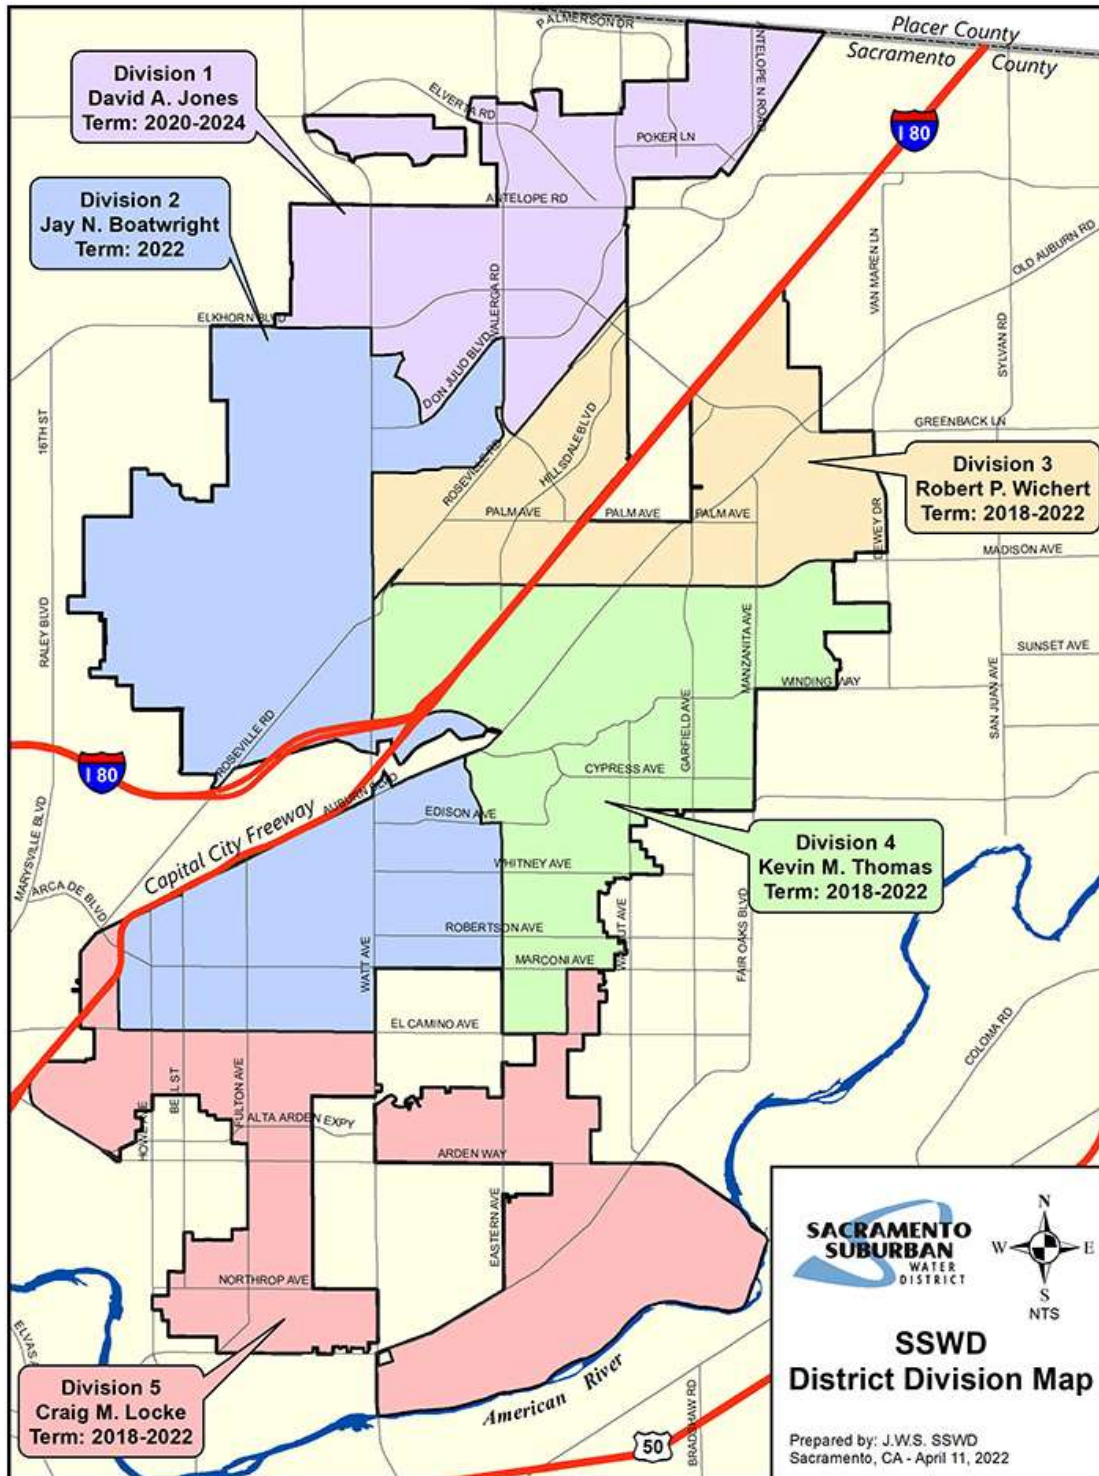 PALMERSON DR
ANTELOPE N ROAD
Placer County
Sacramento County
Division 1
David A. Jones
Term: 2020-2024
ELVERTA RD
POKER LN
I 80
Division 2
Jay N. Boatwright
Term: 2022
ANTELOPE RD
VAN MAREN LN
OLD AUBURN RD
ELKHORN BLVD
DON JULIO BLVD
WALERGA RD
SYLVAN RD
16TH ST
HILLSDALE BLVD
GREENBACK LN
ROSEVILLE RD
Division 3
Robert P. Wichert
Term: 2018-2022
PALM AVE
PALM AVE
PALM AVE
DEWEY DR
MADISON AVE
RALEY BLVD
MANZANITA AVE
SUNSET AVE
WINDING WAY
SAN JUAN AVE
ROSEVILLE RD
GARFIELD AVE
I 80
CYPRESS AVE
AUBURN BLVD
EDISON AVE
Capital City Freeway
MARYSVILLE BLVD
Division 4
Kevin M. Thomas
Term: 2018-2022
WHITNEY AVE
ARCADE BLVD
ROBERTSON AVE
FAIR OAKS BLVD
WATT AVE
MARCONI AVE
EL CAMINO AVE
COLOMA RD
BELL ST
FULTON AVE
HOWE AVE
ALTA ARDEN EXPY
ARDEN WAY
EASTERN AVE
NORTHROP AVE
SACRAMENTO
SUBURBAN
WATER
DISTRICT
N
W E
S
NTS
SSWD
District Division Map
Division 5
Craig M. Locke
Term: 2018-2022
American River
BRADSHAW RD
50
Prepared by: J.W.S. SSWD
Sacramento, CA - April 11, 2022